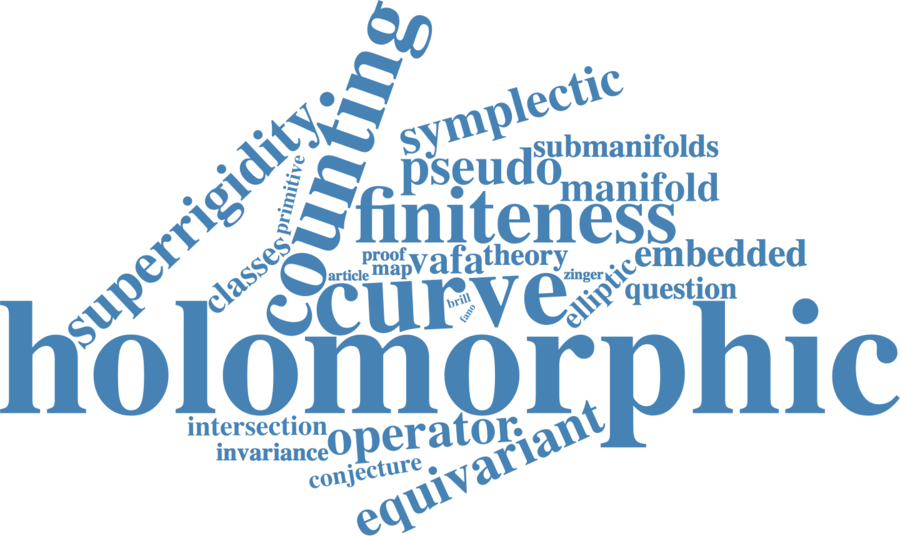 counting
symplectic
superrigidity
submanifolds
pseudo
primitive
manifold
finiteness
classes
proof
vafa
theory
embedded
article
map
zinger
elliptic
curve
brill
fano
question
holomorphic
intersection
operator
invariance
conjecture
equivariant